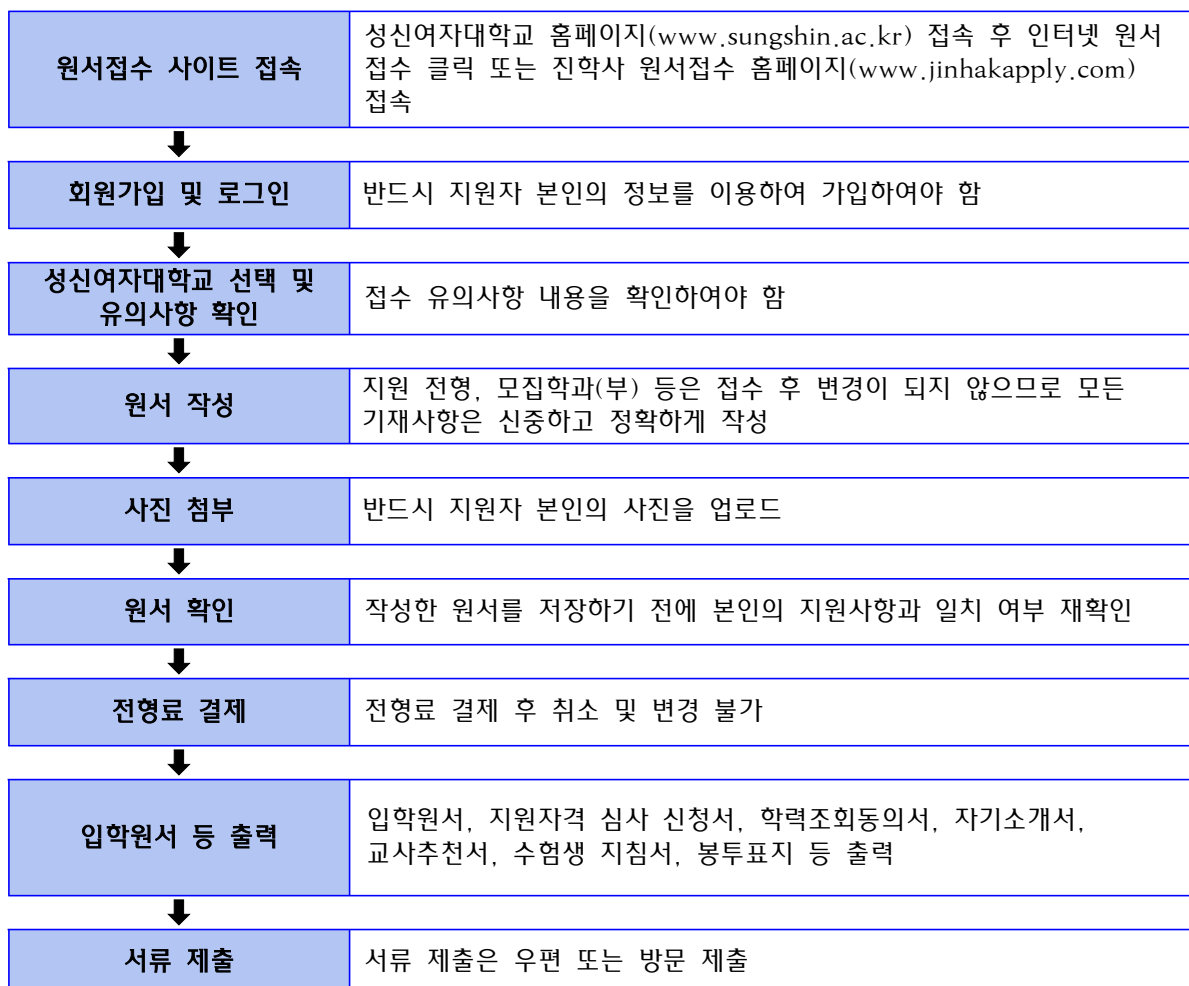 원서접수 사이트 접속
성신여자대학교 홈페이지(www.sungshin.ac.kr) 접속 후 인터넷 원서
접수 클릭 또는 진학사 원서접수 홈페이지(www.jinhakapply.com)
접속
회원가입 및 로그인
반드시 지원자 본인의 정보를 이용하여 가입하여야 함
성신여자대학교 선택 및
유의사항 확인
접수 유의사항 내용을 확인하여야 함
원서 작성
지원 전형, 모집학과(부) 등은 접수 후 변경이 되지 않으므로 모든
기재사항은 신중하고 정확하게 작성
사진 첨부
반드시 지원자 본인의 사진을 업로드
원서 확인
작성한 원서를 저장하기 전에 본인의 지원사항과 일치 여부 재확인
전형료 결제
전형료 결제 후 취소 및 변경 불가
입학원서 등 출력
입학원서, 지원자격 심사 신청서, 학력조회동의서, 자기소개서,
교사추천서, 수험생 지침서, 봉투표지 등 출력
서류 제출
서류 제출은 우편 또는 방문 제출